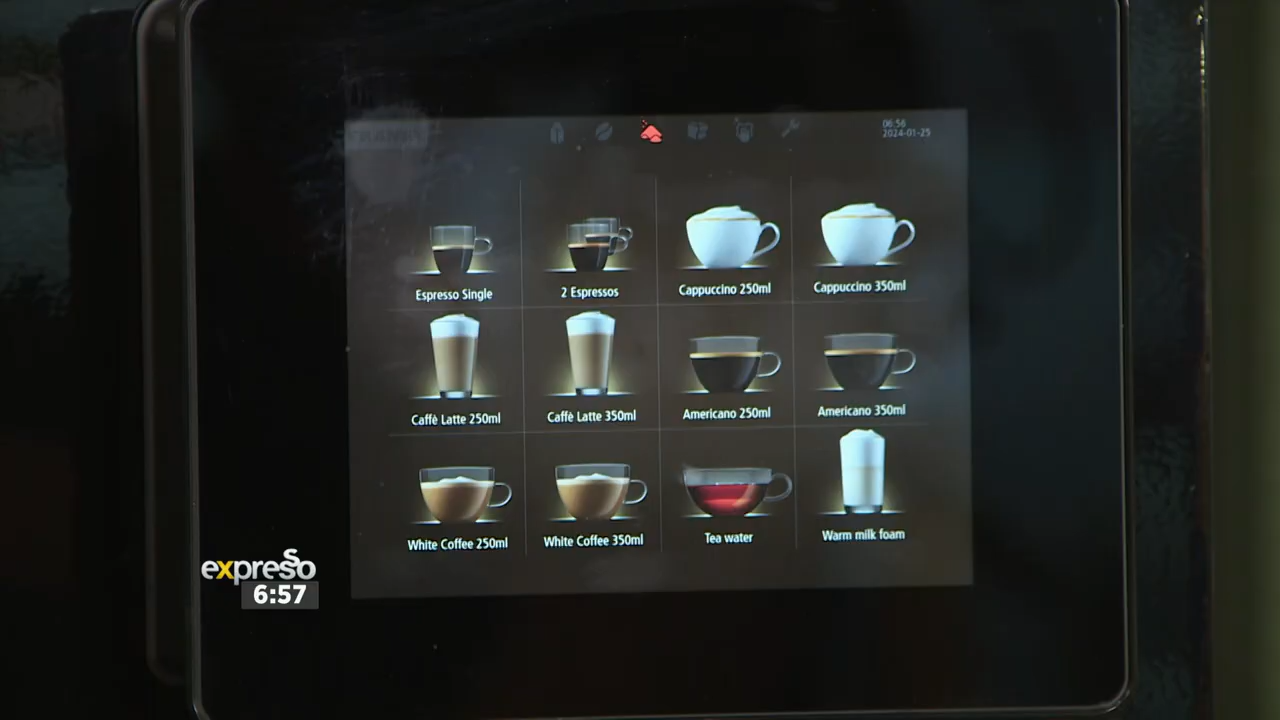 06:56
2024-01-25
Espresso Single
2 Espressos
Cappuccino 250ml
Cappuccino 350ml
Caffè Latte 250ml
Caffè Latte 350ml
Americano 250ml
Americano 350ml
White Coffee 250ml
White Coffee 350ml
Tea water
Warm milk foam
expresso
6:57